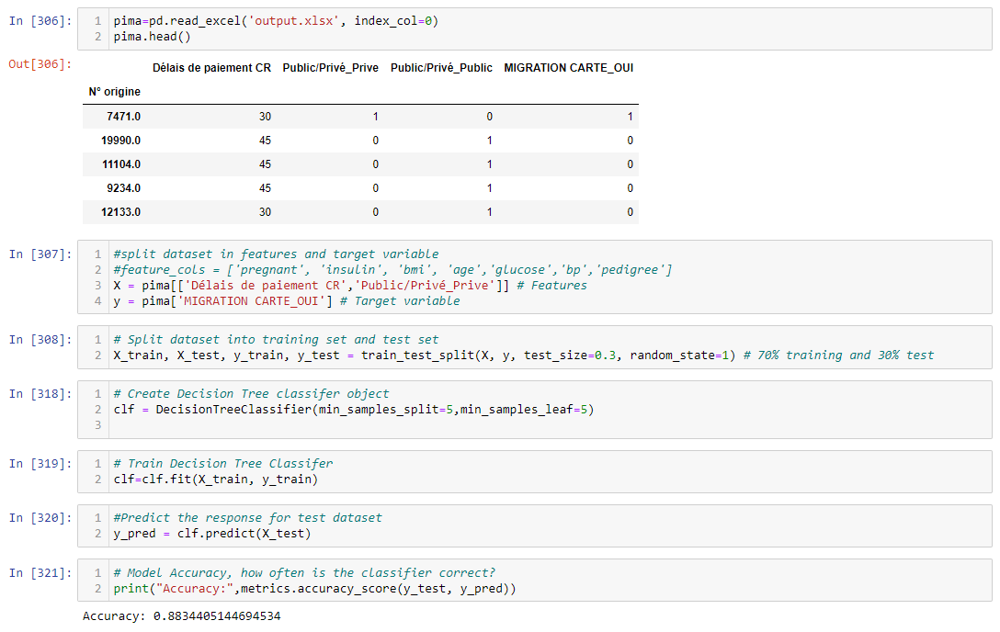 In [306]:
1 pima=pd.read_excel('output.xlsx', index_col=0)
2 pima.head()
Out[306]:
Délais de paiement CR Public/Privé_Prive Public/Privé_Public MIGRATION CARTE_OUI
N° origine
7471.0 30 1 0 1
19990.0 45 0 1 0
11104.0 45 0 1 0
9234.0 45 0 1 0
12133.0 30 0 1 0
In [307]:
1 #split dataset in features and target variable
2 #feature_cols = ['pregnant', 'insulin', 'bmi', 'age','glucose','bp','pedigree']
3 X = pima[['Délais de paiement CR','Public/Privé_Prive']] # Features
4 y = pima['MIGRATION CARTE_OUI'] # Target variable
In [308]:
1 # Split dataset into training set and test set
2 X_train, X_test, y_train, y_test = train_test_split(X, y, test_size=0.3, random_state=1) # 70% training and 30% test
In [318]:
1 # Create Decision Tree classifer object
2 clf = DecisionTreeClassifier(min_samples_split=5,min_samples_leaf=5)
3
In [319]:
1 # Train Decision Tree Classifer
2 clf=clf.fit(X_train, y_train)
In [320]:
1 #Predict the response for test dataset
2 y_pred = clf.predict(X_test)
In [321]:
1 # Model Accuracy, how often is the classifier correct?
2 print("Accuracy:",metrics.accuracy_score(y_test, y_pred))
Accuracy: 0.8834405144694534